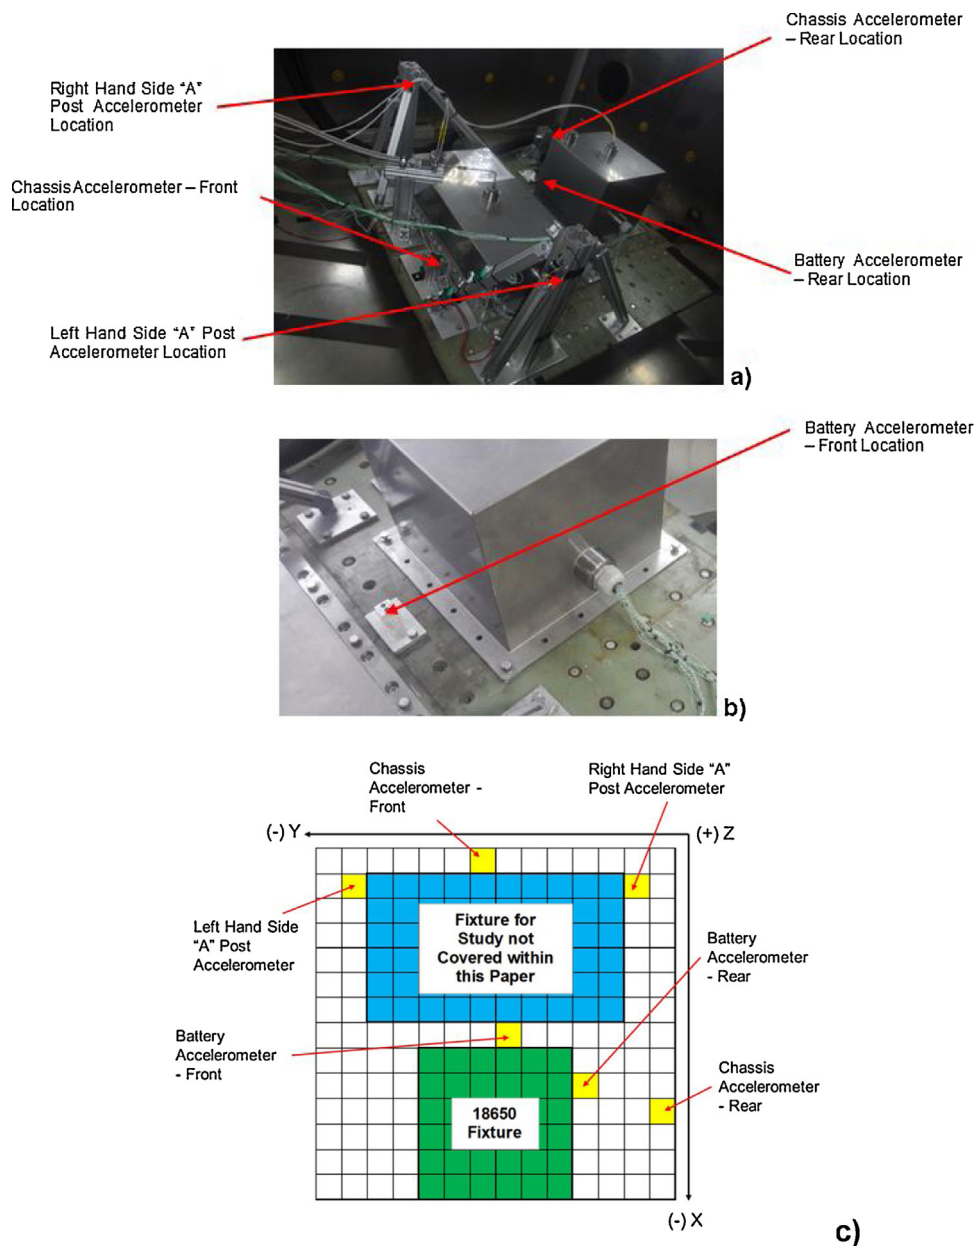 Chassis Accelerometer
– Rear Location
Right Hand Side “A”
Post Accelerometer
Location
Chassis Accelerometer – Front
Location
Battery Accelerometer
– Rear Location
Left Hand Side “A” Post
Accelerometer Location
a)
Battery Accelerometer
– Front Location
b)
Chassis
Accelerometer -
Front
Right Hand Side “A”
Post Accelerometer
(-) Y
(+) Z
Left Hand Side
“A” Post
Accelerometer
Fixture for
Study not
Covered within
this Paper
Battery
Accelerometer
- Rear
Battery
Accelerometer
- Front
Chassis
Accelerometer
- Rear
18650
Fixture
(-) X
c)